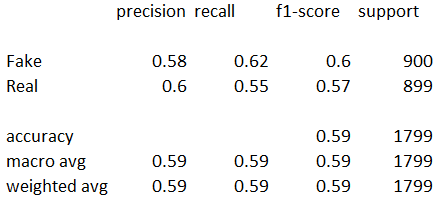 precision recall f1-score support
Fake 0.58 0.62 0.6 900
Real 0.6 0.55 0.57 899
accuracy 0.59 1799
macro avg 0.59 0.59 0.59 1799
weighted avg 0.59 0.59 0.59 1799